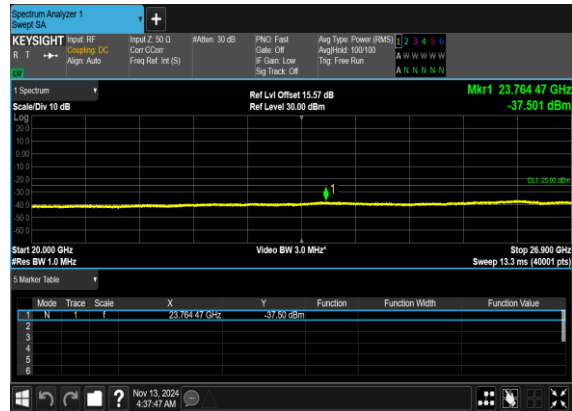 Spectrum Analyzer 1
Swept SA
+
KEYSIGHT Input: RF Input Z: 50 Ω #Atten: 30 dB PNO: Fast Avg Type: Power (RMS) 1 2 3 4 5 6
R T Coupling: DC Corr CCorr Gate: Off Avg|Hold: 100/100 A W W W W W
Align: Auto Freq Ref: Int (S) IF Gain: Low Trig: Free Run
Sig Track: Off A N N N N N
1 Spectrum Ref Lvl Offset 15.57 dB Mkr1 23.764 47 GHz
Scale/Div 10 dB Ref Level 30.00 dBm -37.501 dBm
Log
20.0
10.0
0.00
-10.0
-20.0
DL1 -25.00 dBm
-30.0
1
-40.0
-50.0
-60.0
Start 20.000 GHz Video BW 3.0 MHz* Stop 26.900 GHz
#Res BW 1.0 MHz Sweep 13.3 ms (40001 pts)
5 Marker Table
Mode Trace Scale X Y Function Function Width Function Value
1 N 1 f 23.764 47 GHz -37.50 dBm
2
3
4
5
6
? Nov 13, 2024
4:37:47 AM